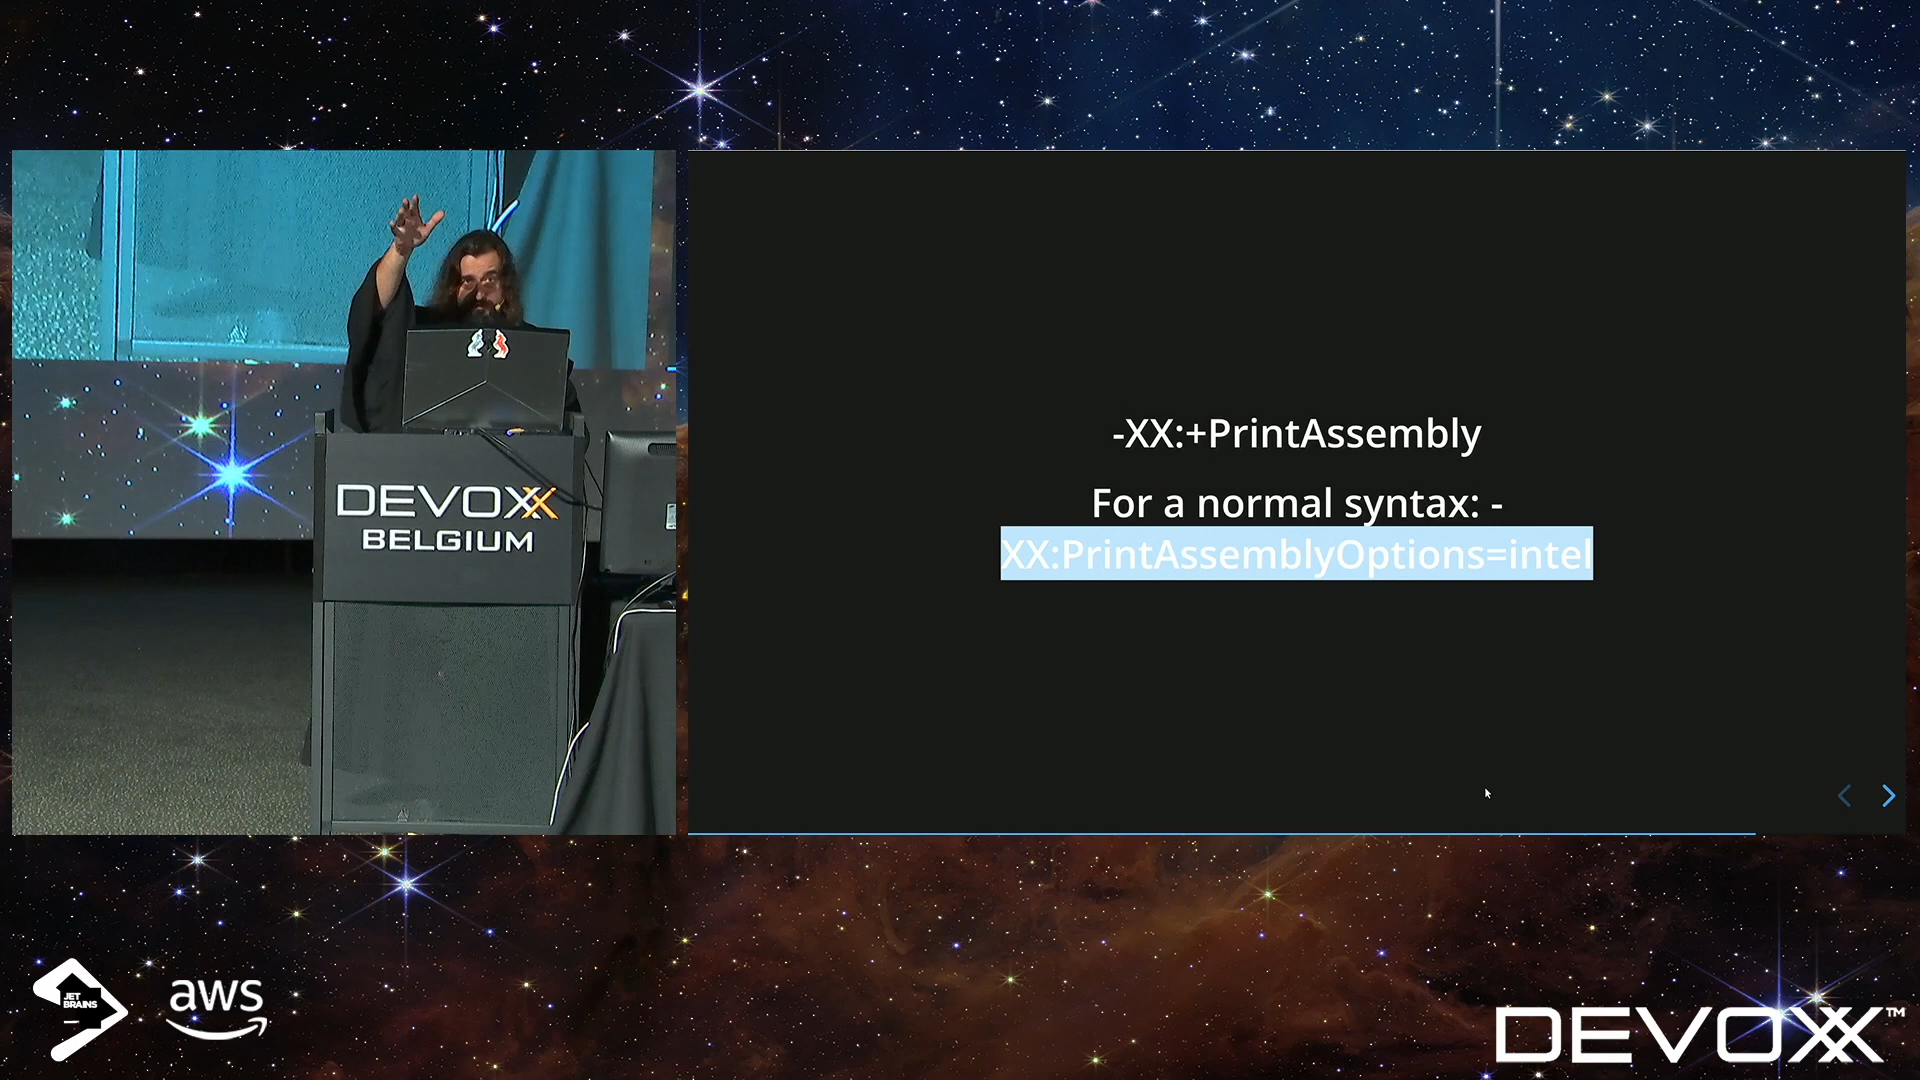 -XX:+PrintAssembly
For a normal syntax: -
XX:PrintAssemblyOptions=intel
DEVOXX
BELGIUM
JET
BRAINS
aws
DEVOXX™